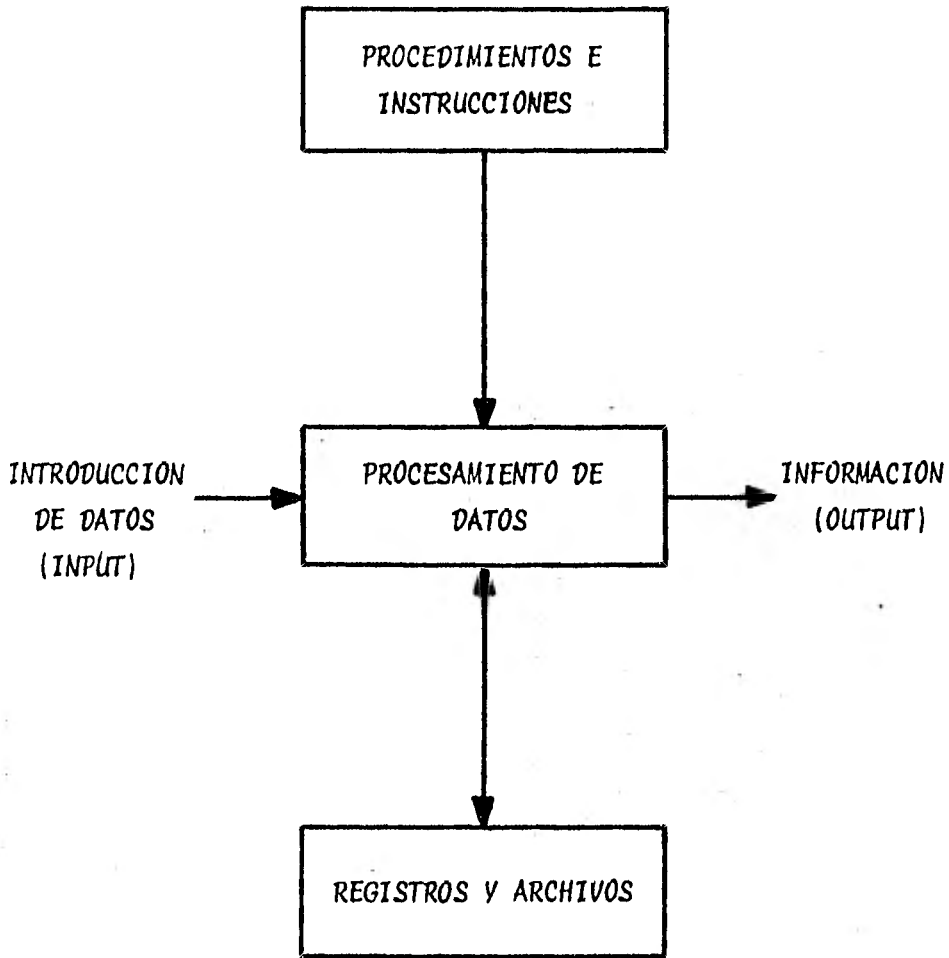 PROCEDIMIENTOS E
INSTRUCCIONES
INTRODUCCION
DE DATOS
(INPUT)
PROCESAMIENTO DE
DATOS
INFORMACION
(OUTPUT)
REGISTROS Y ARCHIVOS